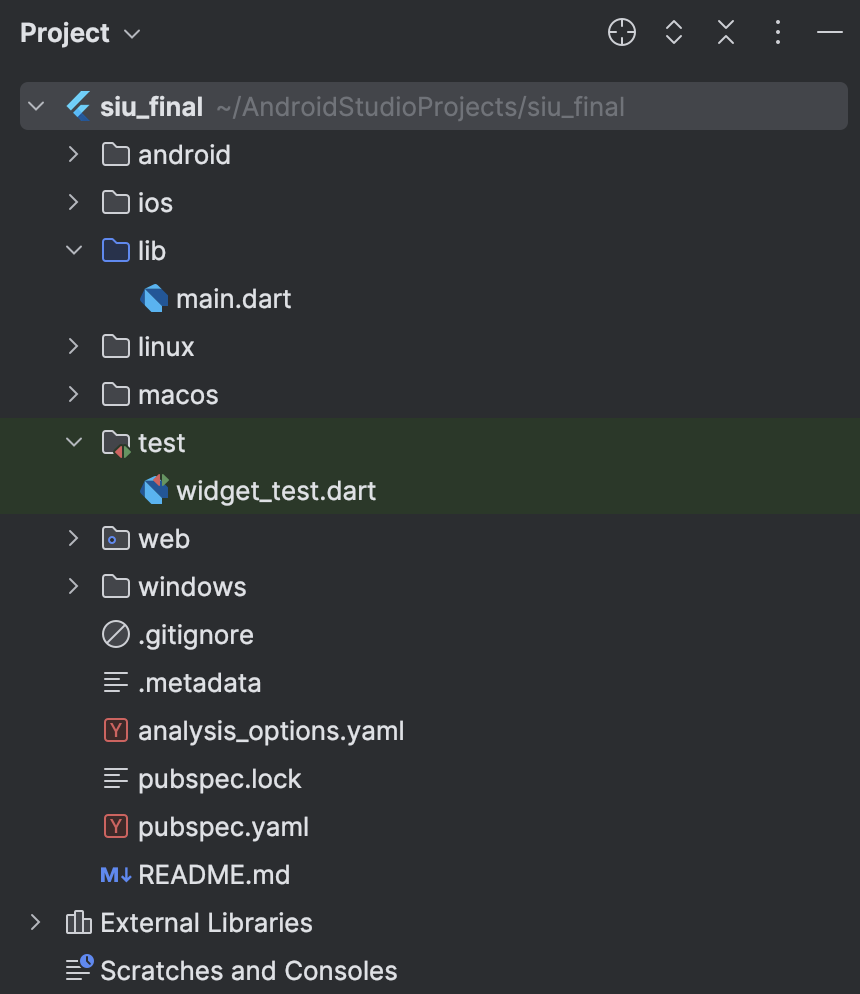 Project
siu_final ~/AndroidStudioProjects/siu_final
android
ios
lib
main.dart
linux
macos
test
widget_test.dart
web
windows
.gitignore
.metadata
Y analysis_options.yaml
pubspec.lock
Y pubspec.yaml
M↓ README.md
External Libraries
Scratches and Consoles